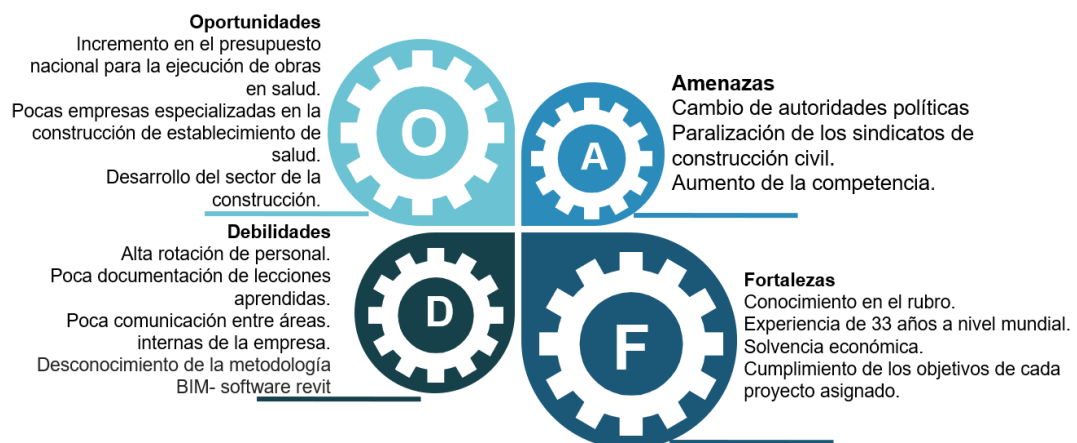 Oportunidades
Incremento en el presupuesto
nacional para la ejecución de obras
en salud.
Pocas empresas especializadas en la
construcción de establecimiento de
salud.
Desarrollo del sector de la
construcción.
O
A
Amenazas
Cambio de autoridades políticas
Paralización de los sindicatos de
construcción civil.
Aumento de la competencia.
Debilidades
Alta rotación de personal.
Poca documentación de lecciones
aprendidas.
Poca comunicación entre áreas.
internas de la empresa.
Desconocimiento de la metodología
BIM- software revit
D
F
Fortalezas
Conocimiento en el rubro.
Experiencia de 33 años a nivel mundial.
Solvencia económica.
Cumplimiento de los objetivos de cada
proyecto asignado.